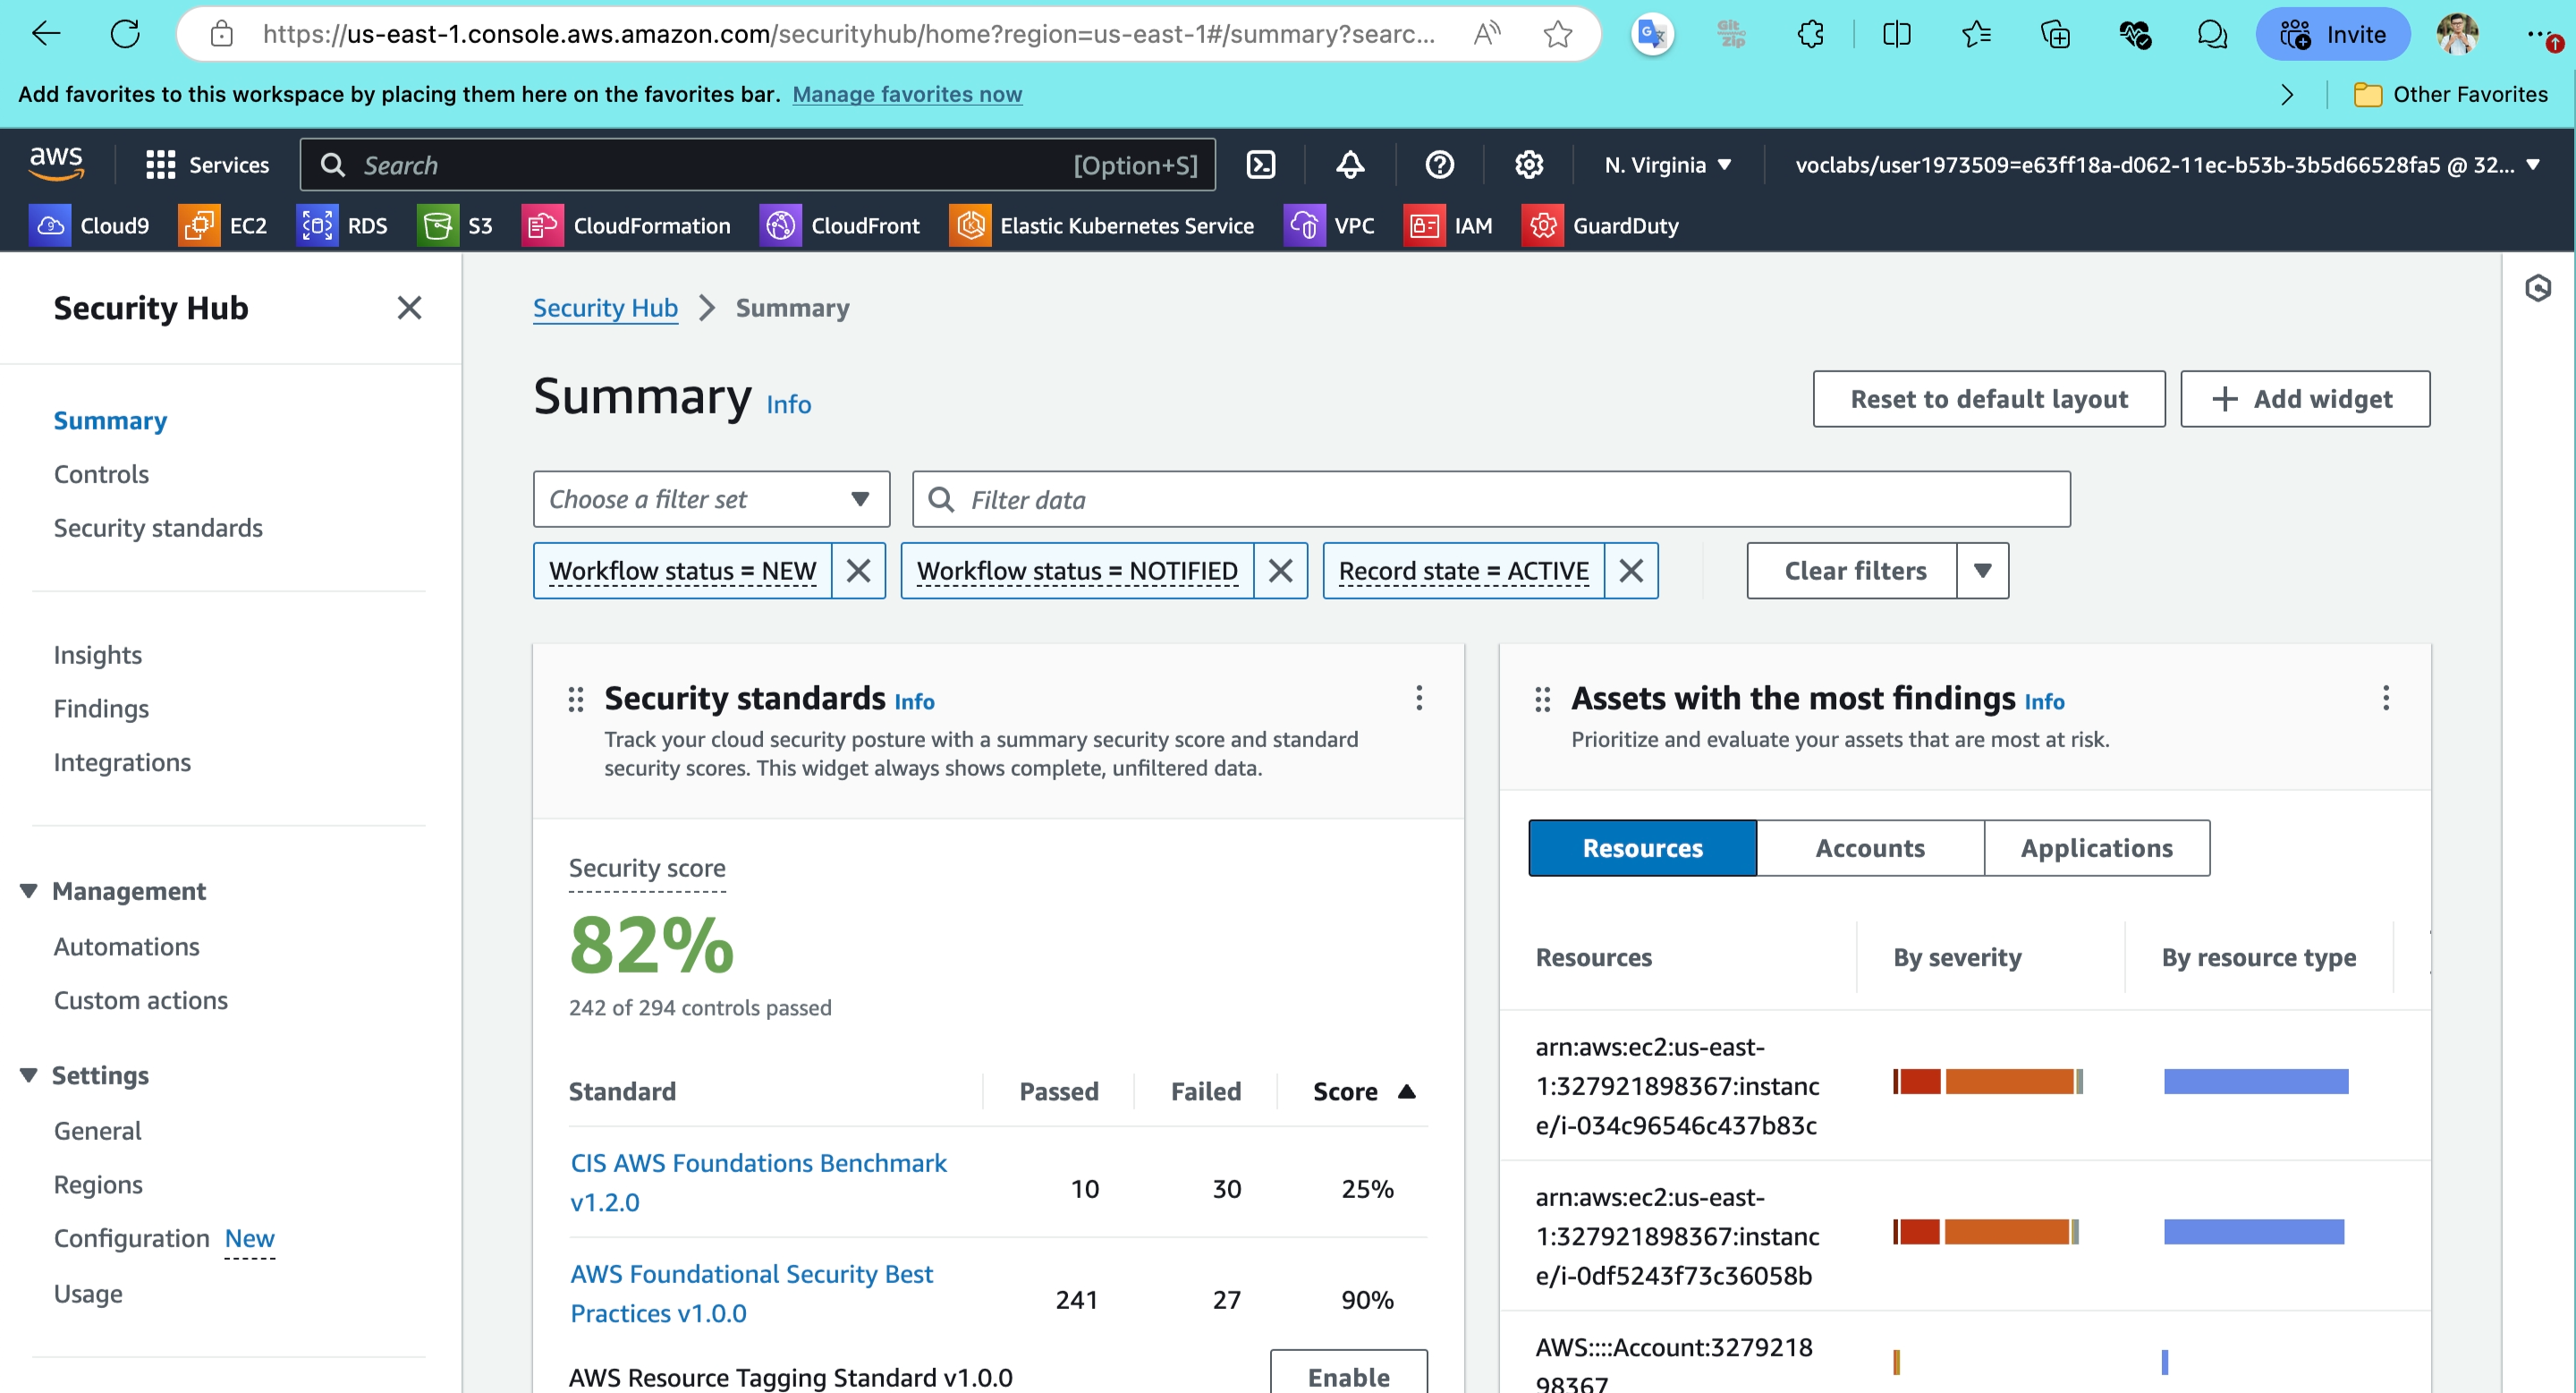 https://us-east-1.console.aws.amazon.com/securityhub/home?region=us-east-1#/summary?searc...
Invite
Add favorites to this workspace by placing them here on the favorites bar. Manage favorites now
Other Favorites
aws
Services
Search
[Option+S]
N. Virginia
voclabs/user1973509=e63ff18a-d062-11ec-b53b-3b5d66528fa5 @ 32...
Cloud9
EC2
RDS
S3
CloudFormation
CloudFront
Elastic Kubernetes Service
VPC
IAM
GuardDuty
Security Hub
Summary
Controls
Security standards
Insights
Findings
Integrations
Management
Automations
Custom actions
Settings
General
Regions
Configuration New
Usage
Security Hub > Summary
Summary Info
Reset to default layout
+ Add widget
Choose a filter set
Filter data
Workflow status = NEW
Workflow status = NOTIFIED
Record state = ACTIVE
Clear filters
Security standards Info
Track your cloud security posture with a summary security score and standard
security scores. This widget always shows complete, unfiltered data.
Security score
82%
242 of 294 controls passed
Standard Passed Failed Score
CIS AWS Foundations Benchmark
v1.2.0
10 30 25%
AWS Foundational Security Best
Practices v1.0.0
241 27 90%
AWS Resource Tagging Standard v1.0.0
Enable
Assets with the most findings Info
Prioritize and evaluate your assets that are most at risk.
Resources Accounts Applications
Resources By severity By resource type
arn:aws:ec2:us-east-
1:327921898367:instanc
e/i-034c96546c437b83c
arn:aws:ec2:us-east-
1:327921898367:instanc
e/i-0df5243f73c36058b
AWS::::Account:3279218
98367